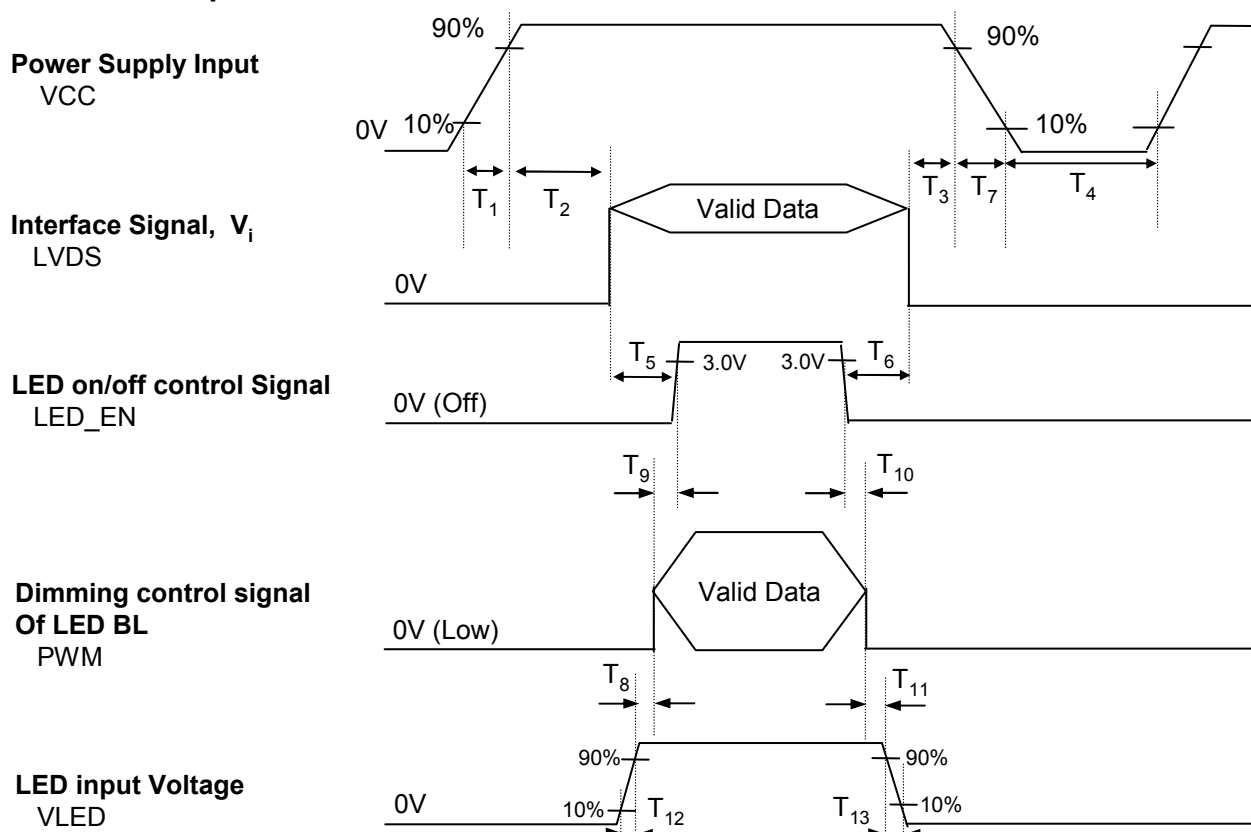 90%
90%
Power Supply Input
VCC
0V
10%
10%
T1
T2
T3
T7
T4
Interface Signal, Vi
LVDS
Valid Data
0V
T5
3.0V
3.0V
T6
LED on/off control Signal
LED_EN
0V (Off)
T9
T10
Dimming control signal
Of LED BL
PWM
Valid Data
0V (Low)
T8
T11
LED input Voltage
VLED
90%
90%
0V
10%
T12
T13
10%